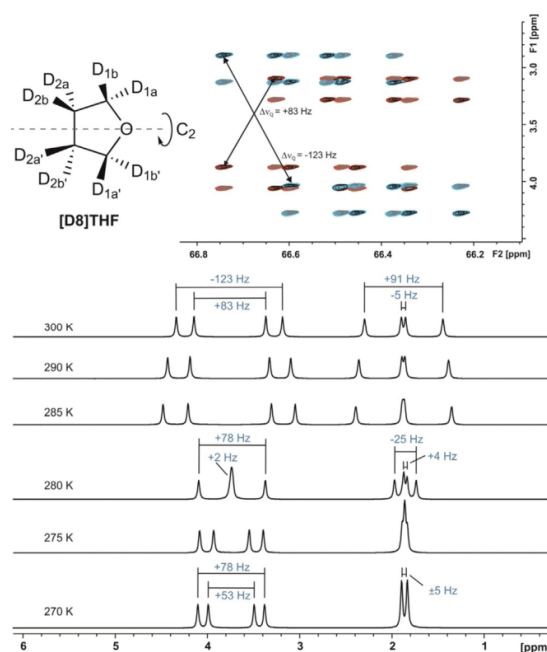 D2a
D1b
D2b
D1a
O
C2
D2a'
D1b'
D2b'
D1a'
[D8]THF
ΔνQ = +83 Hz
ΔνQ = -123 Hz
F1 [ppm]
3.0
4.0
66.8
66.6
66.4
66.2
F2 [ppm]
-123 Hz
+91 Hz
+83 Hz
-5 Hz
300 K
290 K
285 K
+78 Hz
-25 Hz
+2 Hz
+4 Hz
280 K
275 K
+78 Hz
+53 Hz
±5 Hz
270 K
6
5
4
3
2
1
[ppm]